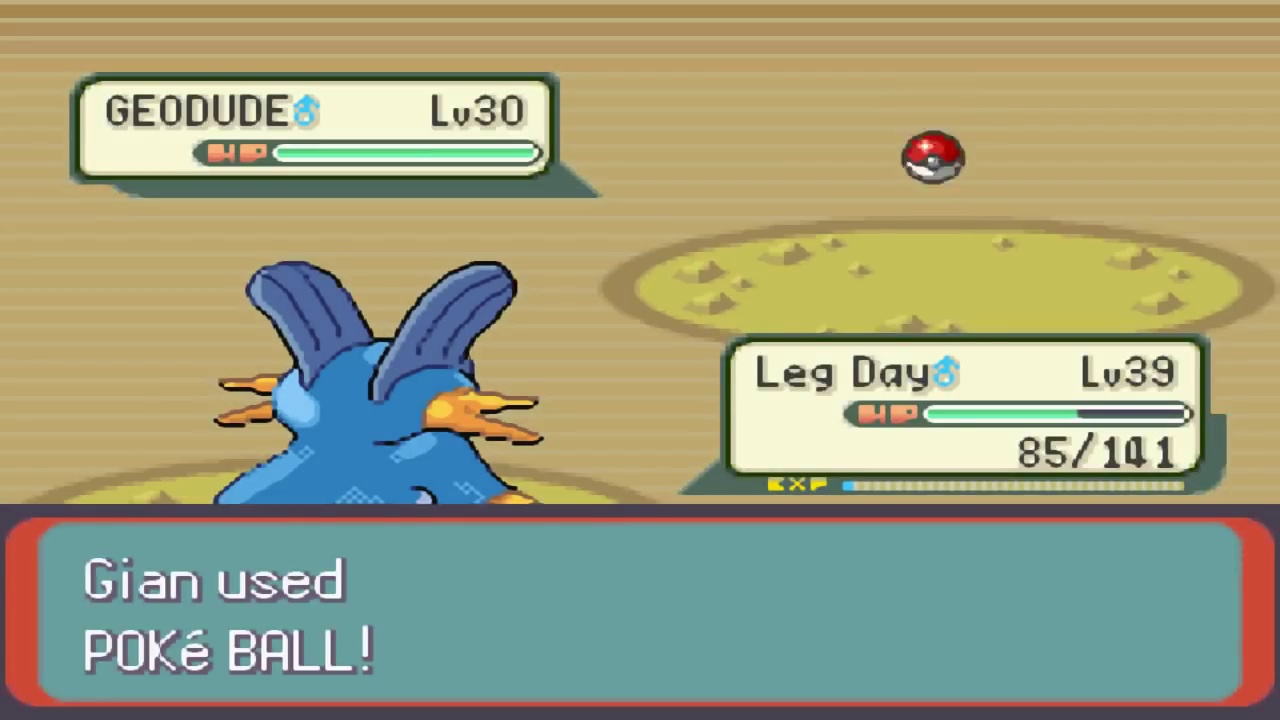 GEODUDE♂ Lv30
HP
Leg Day♂ Lv39
HP
85/141
EXP
Gian used
POKé BALL!